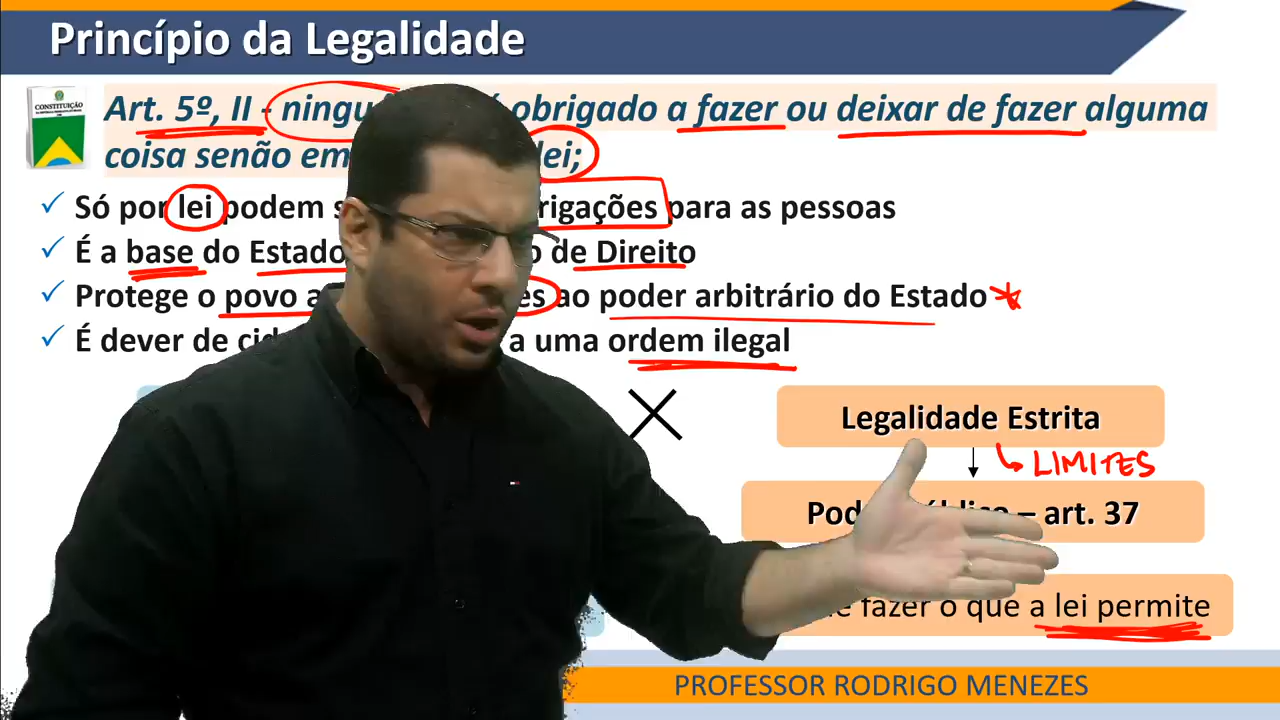 Princípio da Legalidade
CONSTITUIÇÃO
Art. 5º, II - ningu obrigado a fazer ou deixar de fazer alguma
coisa senão em lei;
Só por lei podem s rigações para as pessoas
É a base do Estado o de Direito
Protege o povo a es ao poder arbitrário do Estado
É dever de cid a uma ordem ilegal
Legalidade Estrita
LIMITES
Pod – art. 37
fazer o que a lei permite
PROFESSOR RODRIGO MENEZES